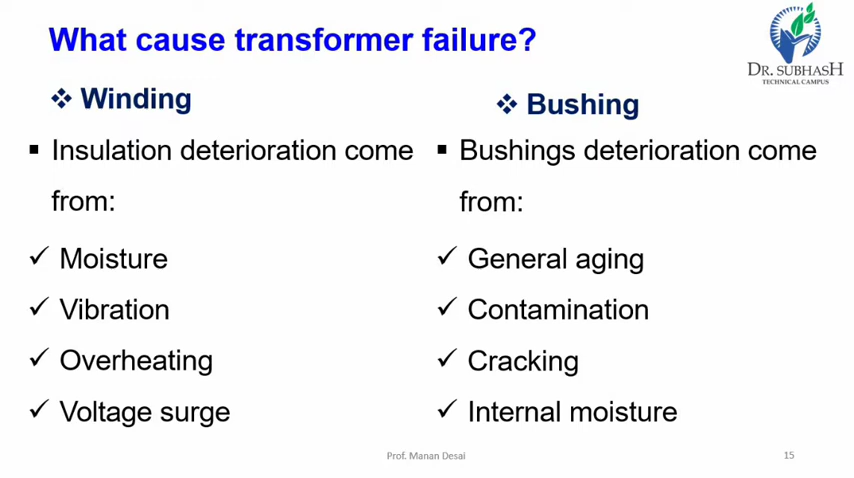 What cause transformer failure?
DR. SUBHASH
TECHNICAL CAMPUS
❖ Winding
▪ Insulation deterioration come
from:
✓ Moisture
✓ Vibration
✓ Overheating
✓ Voltage surge
❖ Bushing
▪ Bushings deterioration come
from:
✓ General aging
✓ Contamination
✓ Cracking
✓ Internal moisture
Prof. Manan Desai
15